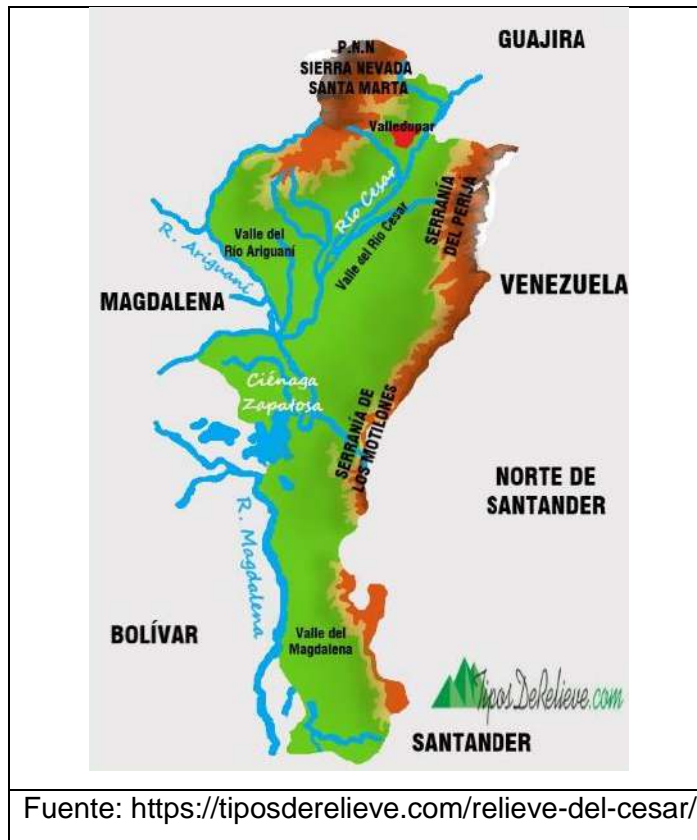 GUAJIRA
P.N.N
SIERRA NEVADA
SANTA MARTA
Valledupar
Río Cesar
Valle del Río Cesar
SERRANÍA
DEL PERIJA
Valle del
Río Ariguaní
R. Ariguaní
MAGDALENA
VENEZUELA
Ciénaga
Zapatosa
SERRANÍA DE
LOS MOTILONES
NORTE DE
SANTANDER
R. Magdalena
BOLÍVAR
Valle del
Magdalena
TiposDeRelieve.com
SANTANDER
Fuente: https://tiposderelieve.com/relieve-del-cesar/